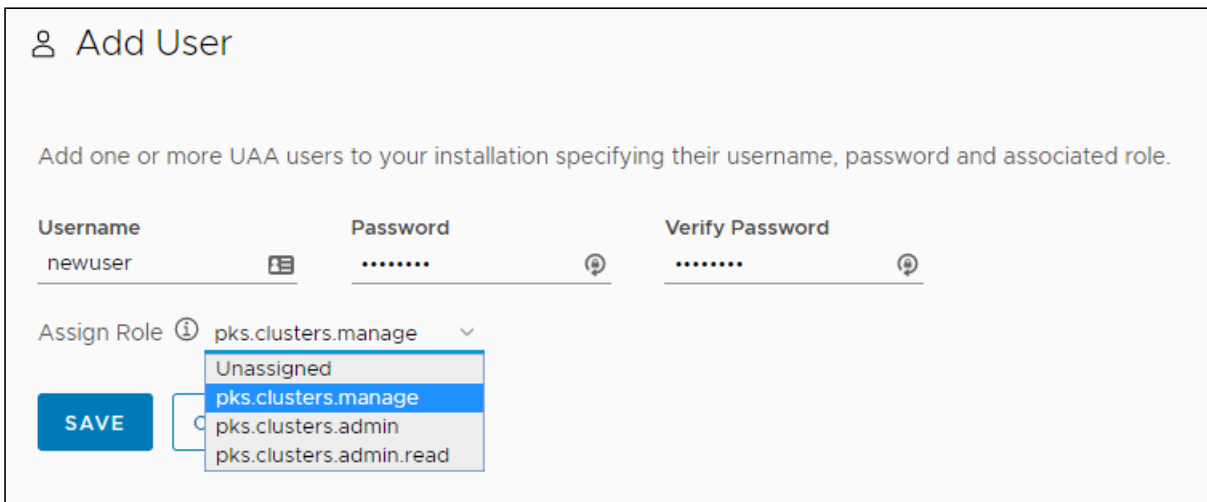 Add User
Add one or more UAA users to your installation specifying their username, password and associated role.
Username Password Verify Password
newuser •••••••• ••••••••
Assign Role pks.clusters.manage
Unassigned
pks.clusters.manage
SAVE pks.clusters.admin
pks.clusters.admin.read